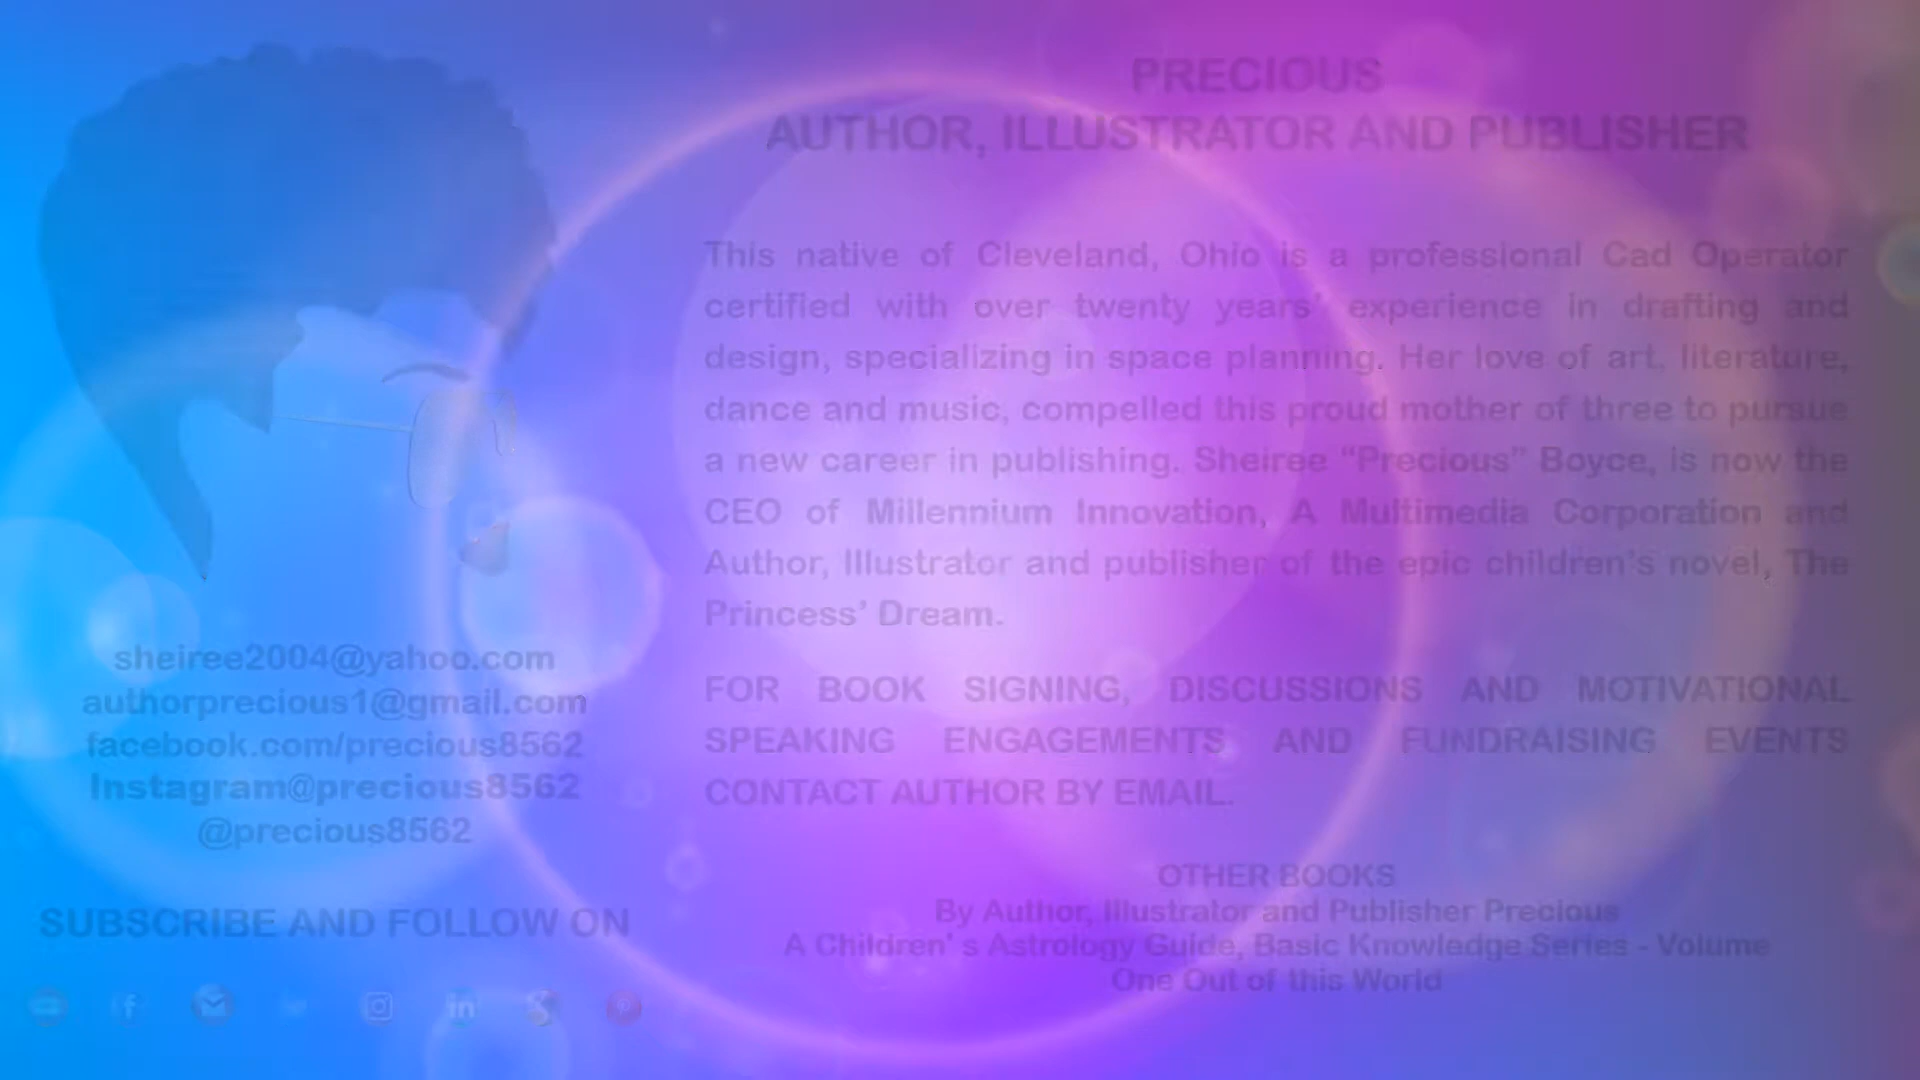 PRECIOUS
AUTHOR, ILLUSTRATOR AND PUBLISHER
This native of Cleveland, Ohio is a professional Cad Operator
certified with over twenty years' experience in drafting and
design, specializing in space planning. Her love of art, literature,
dance and music, compelled this proud mother of three to pursue
a new career in publishing. Sheiree "Precious" Boyce, is now the
CEO of Millennium Innovation, A Multimedia Corporation and
Author, Illustrator and publisher of the epic children's novel, The
Princess' Dream.
FOR BOOK SIGNING, DISCUSSIONS AND MOTIVATIONAL
SPEAKING ENGAGEMENTS AND FUNDRAISING EVENTS
CONTACT AUTHOR BY EMAIL.
OTHER BOOKS
By Author, Illustrator and Publisher Precious
A Children' s Astrology Guide, Basic Knowledge Series - Volume
One Out of this World
sheiree2004@yahoo.com
authorprecious1@gmail.com
facebook.com/precious8562
Instagram@precious8562
@precious8562
SUBSCRIBE AND FOLLOW ON